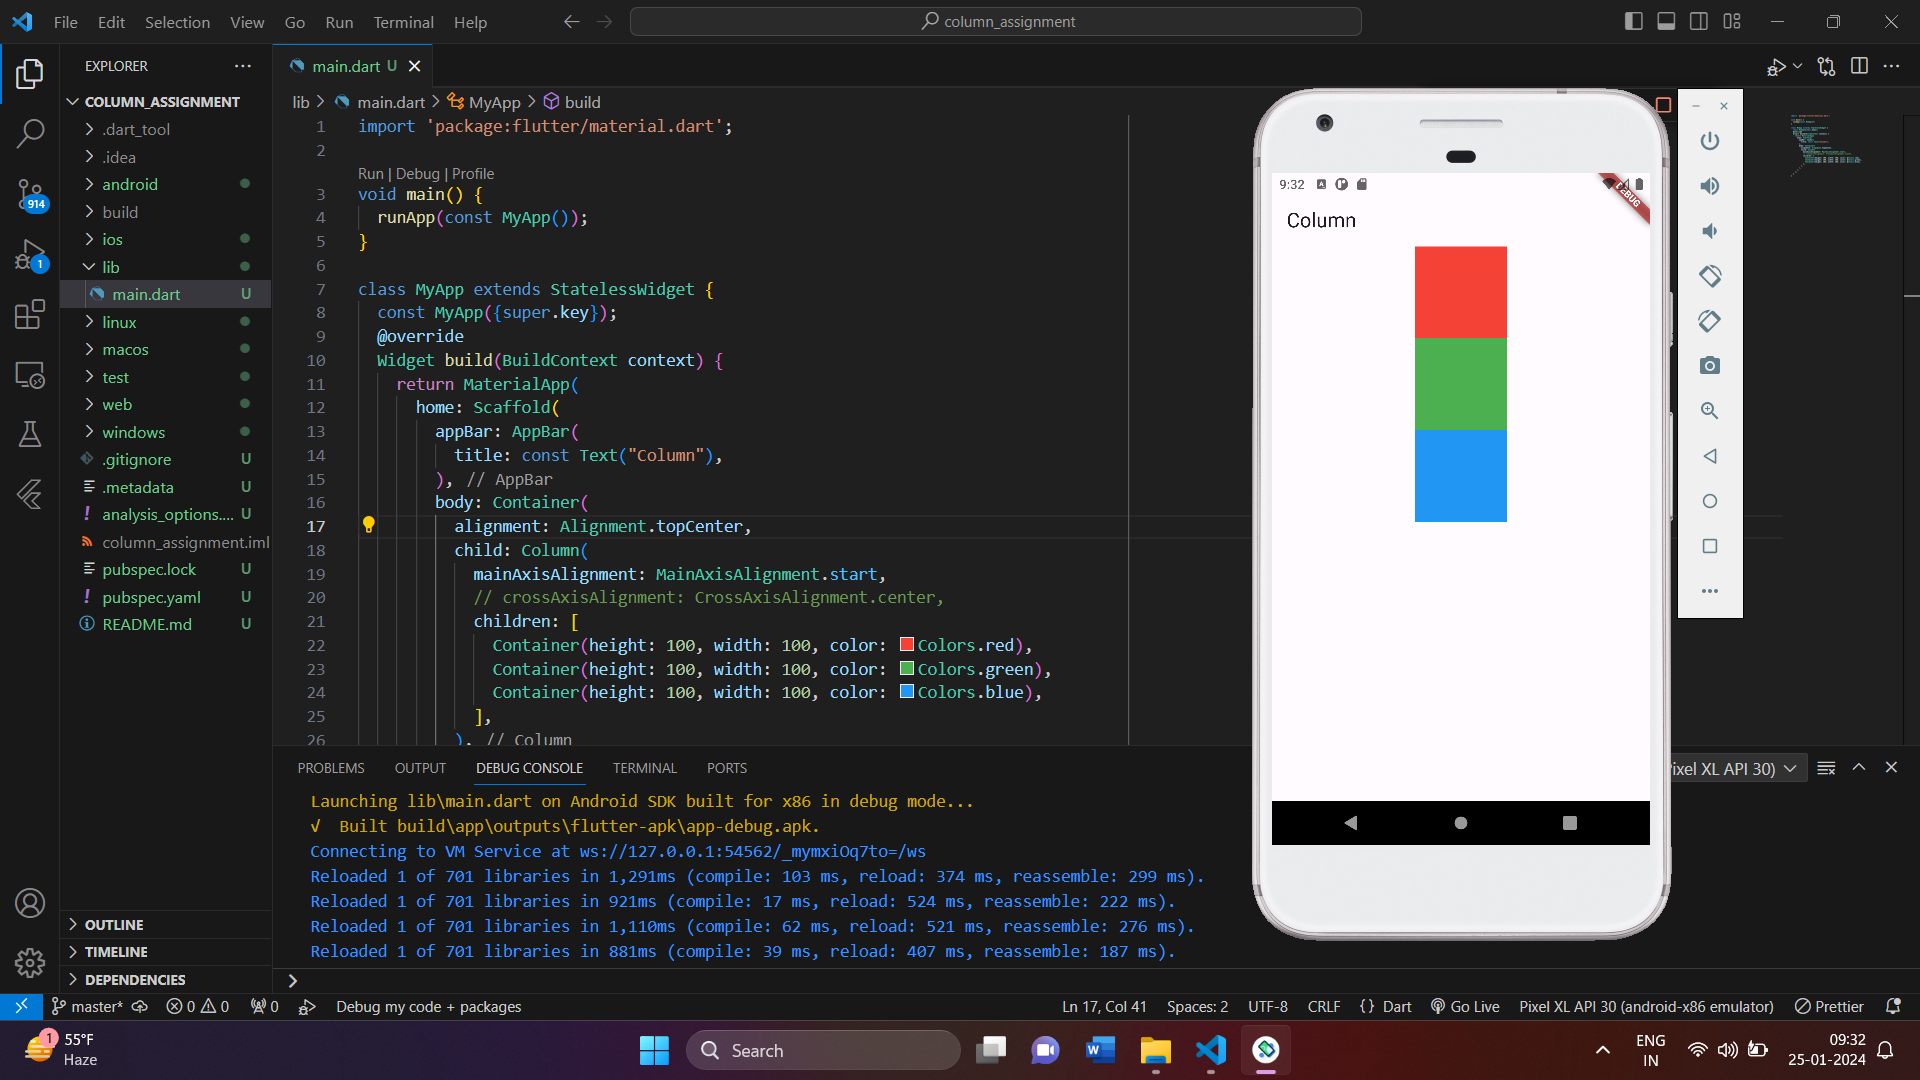 File Edit Selection View Go Run Terminal Help
column_assignment
EXPLORER
COLUMN_ASSIGNMENT
.dart_tool
.idea
android
build
ios
lib
main.dart U
linux
macos
test
web
windows
.gitignore U
.metadata U
analysis_options.... U
column_assignment.iml
pubspec.lock U
pubspec.yaml U
README.md U
OUTLINE
TIMELINE
DEPENDENCIES
914
1
main.dart U
lib > main.dart > MyApp > build
1 import 'package:flutter/material.dart';
2
Run | Debug | Profile
3 void main() {
4 runApp(const MyApp());
5 }
6
7 class MyApp extends StatelessWidget {
8 const MyApp({super.key});
9 @override
10 Widget build(BuildContext context) {
11 return MaterialApp(
12 home: Scaffold(
13 appBar: AppBar(
14 title: const Text("Column"),
15 ), // AppBar
16 body: Container(
17 alignment: Alignment.topCenter,
18 child: Column(
19 mainAxisAlignment: MainAxisAlignment.start,
20 // crossAxisAlignment: CrossAxisAlignment.center,
21 children: [
22 Container(height: 100, width: 100, color: Colors.red),
23 Container(height: 100, width: 100, color: Colors.green),
24 Container(height: 100, width: 100, color: Colors.blue),
25 ],
26 ), // Column
9:32
DEBUG
Column
PROBLEMS OUTPUT DEBUG CONSOLE TERMINAL PORTS
ixel XL API 30)
Launching lib\main.dart on Android SDK built for x86 in debug mode...
√ Built build\app\outputs\flutter-apk\app-debug.apk.
Connecting to VM Service at ws://127.0.0.1:54562/_mymxiOq7to=/ws
Reloaded 1 of 701 libraries in 1,291ms (compile: 103 ms, reload: 374 ms, reassemble: 299 ms).
Reloaded 1 of 701 libraries in 921ms (compile: 17 ms, reload: 524 ms, reassemble: 222 ms).
Reloaded 1 of 701 libraries in 1,110ms (compile: 62 ms, reload: 521 ms, reassemble: 276 ms).
Reloaded 1 of 701 libraries in 881ms (compile: 39 ms, reload: 407 ms, reassemble: 187 ms).
master* 0 0 0 Debug my code + packages
Ln 17, Col 41 Spaces: 2 UTF-8 CRLF {} Dart Go Live Pixel XL API 30 (android-x86 emulator) Prettier
1
55°F
Haze
Search
ENG
IN
09:32
25-01-2024